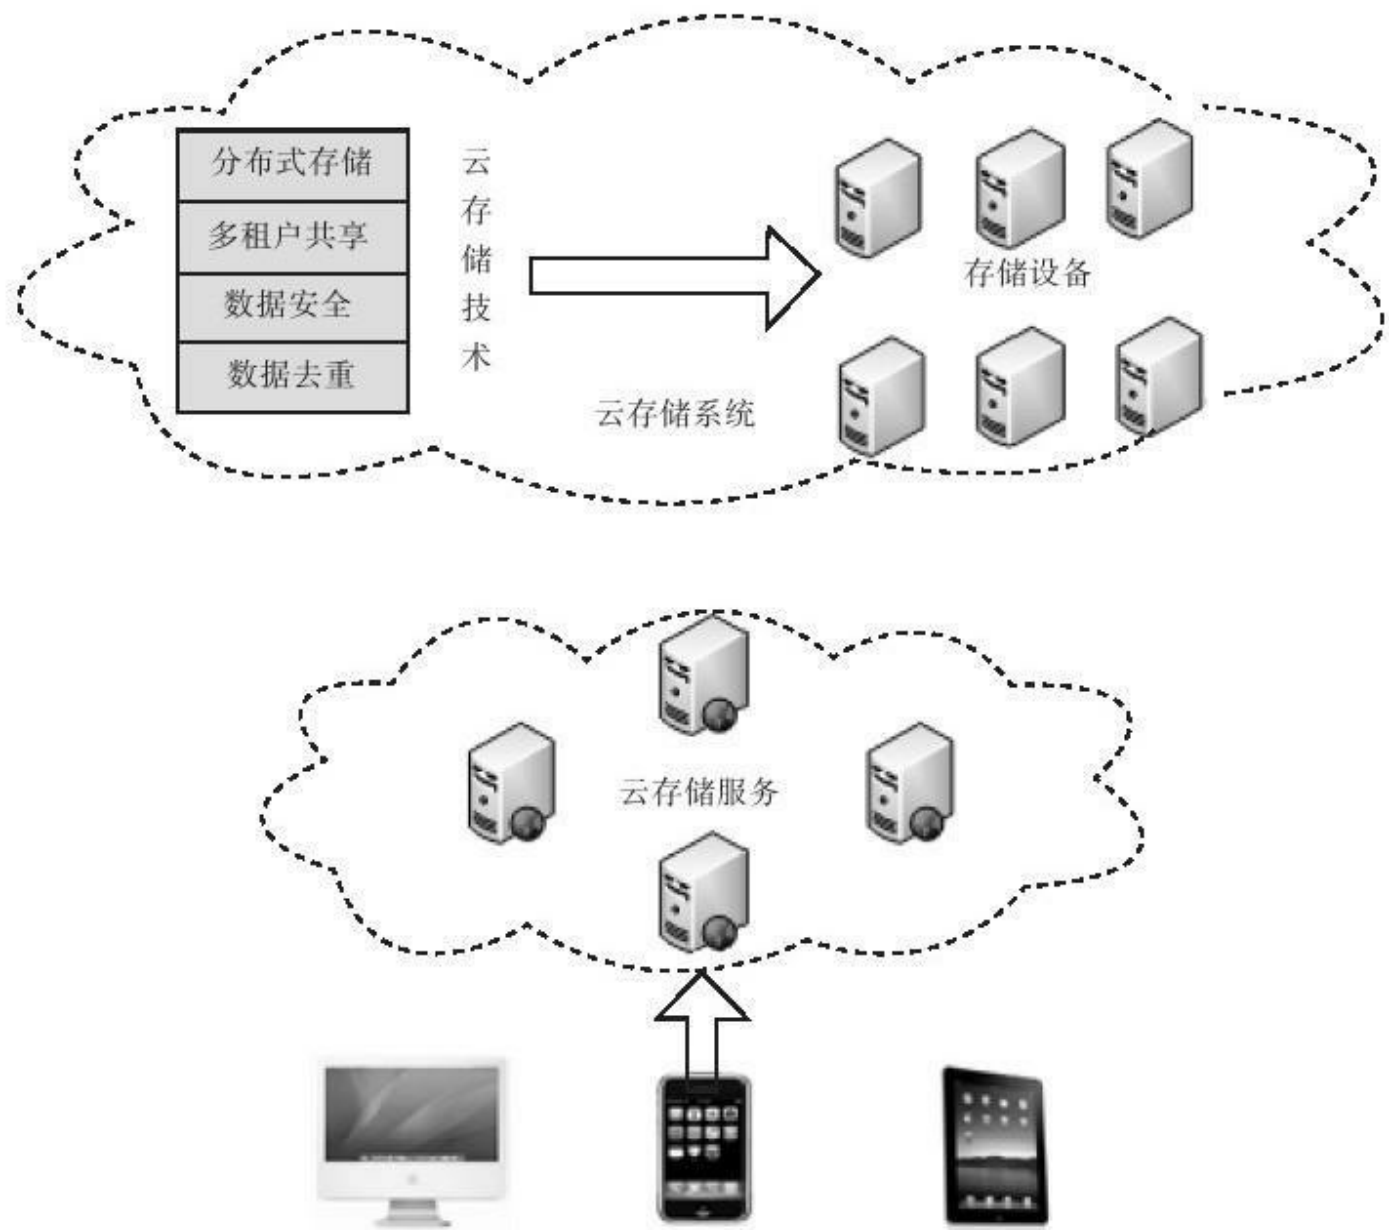 分布式存储
多租户共享
数据安全
数据去重
云存储技术
存储设备
云存储系统
云存储服务